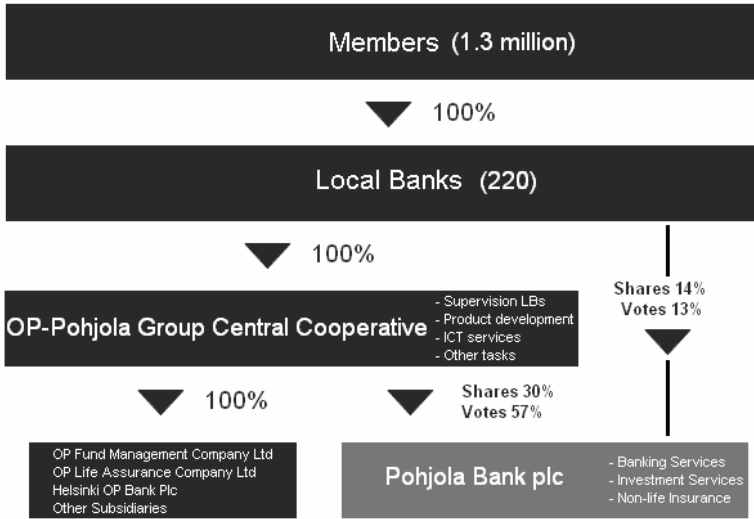 Members (1.3 million)
100%
Local Banks (220)
100%
Shares 14%
Votes 13%
OP-Pohjola Group Central Cooperative
- Supervision LBs
- Product development
- ICT services
- Other tasks
100%
Shares 30%
Votes 57%
OP Fund Management Company Ltd
OP Life Assurance Company Ltd
Helsinki OP Bank Plc
Other Subsidiaries
Pohjola Bank plc
- Banking Services
- Investment Services
- Non-life Insurance